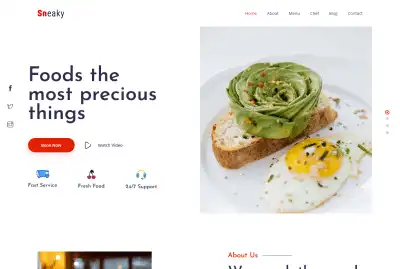 Sneaky
Home About Menu Chef Blog Contact
Foods the
most precious
things
Book Now
Watch Video
Fast Service Fresh Food 24/7 Support
About Us